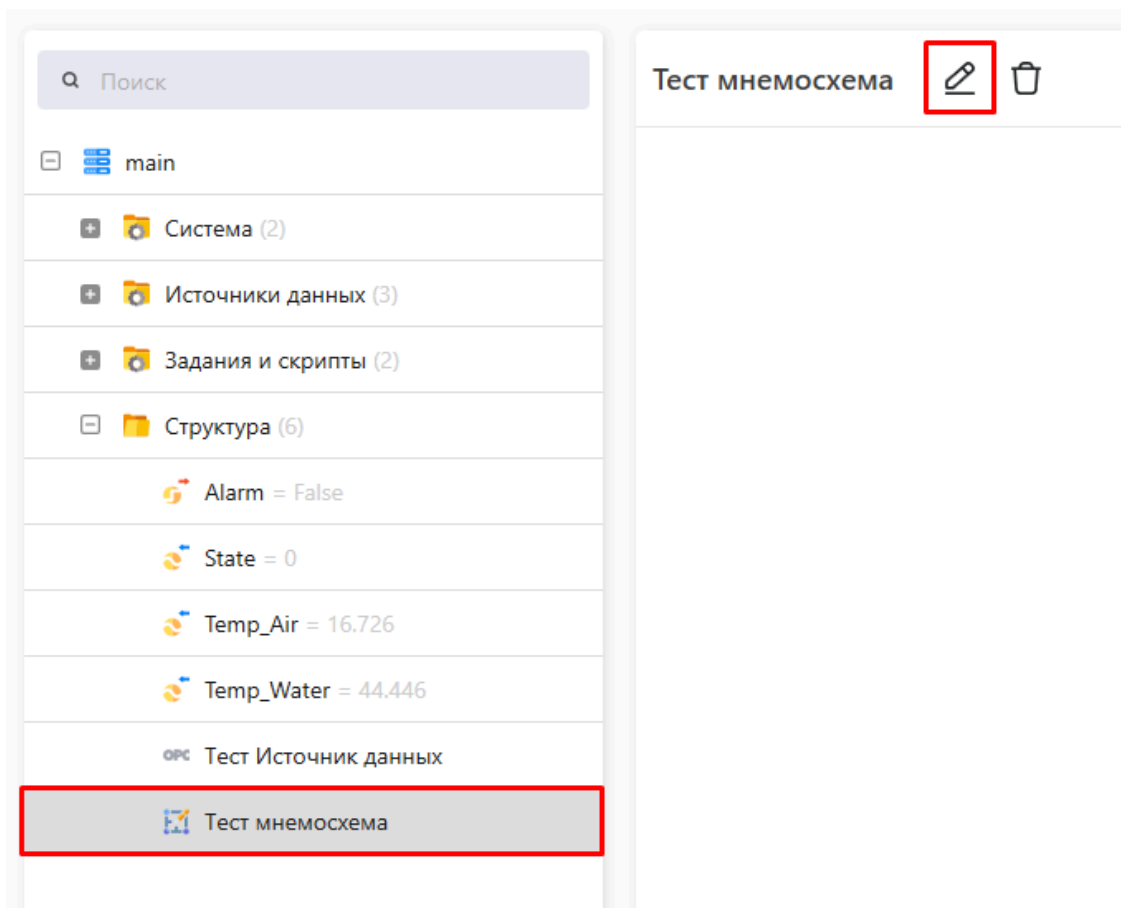 Поиск
Тест мнемосхема
main
Система (2)
Источники данных (3)
Задания и скрипты (2)
Структура (6)
Alarm = False
State = 0
Temp_Air = 16.726
Temp_Water = 44.446
OPC Тест Источник данных
Тест мнемосхема